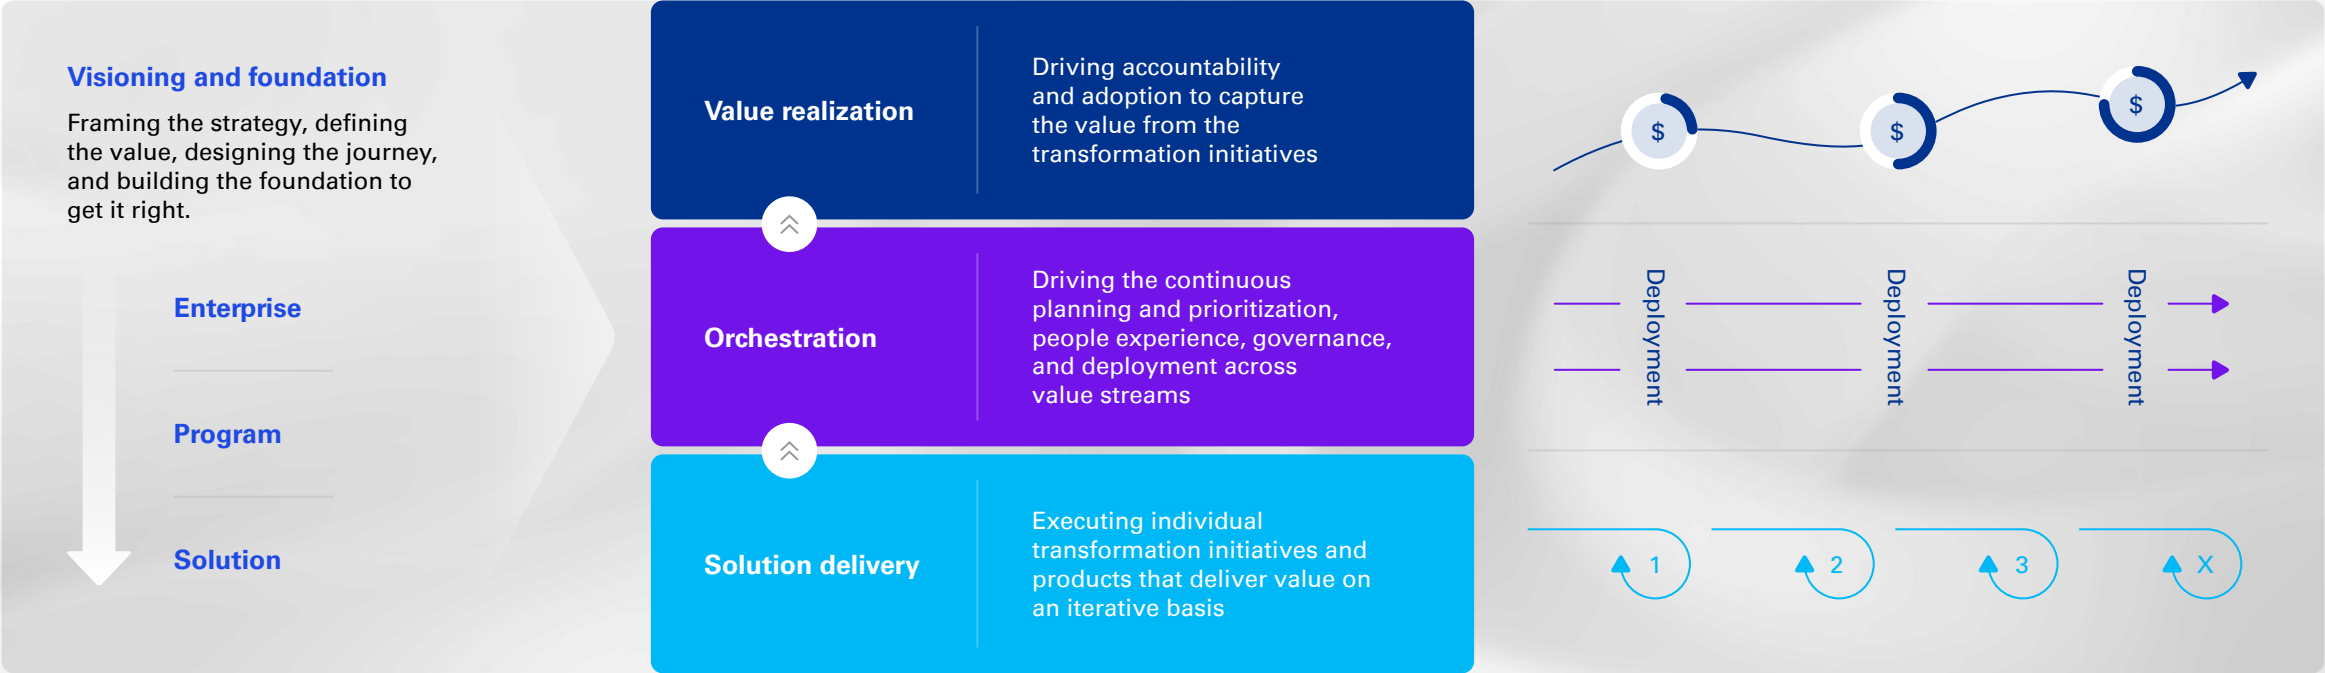 Visioning and foundation
Framing the strategy, defining
the value, designing the journey,
and building the foundation to
get it right.
Enterprise
Program
Solution
Value realization
Driving accountability
and adoption to capture
the value from the
transformation initiatives
Orchestration
Driving the continuous
planning and prioritization,
people experience, governance,
and deployment across
value streams
Solution delivery
Executing individual
transformation initiatives and
products that deliver value on
an iterative basis
$
$
$
Deployment
Deployment
Deployment
1
2
3
X